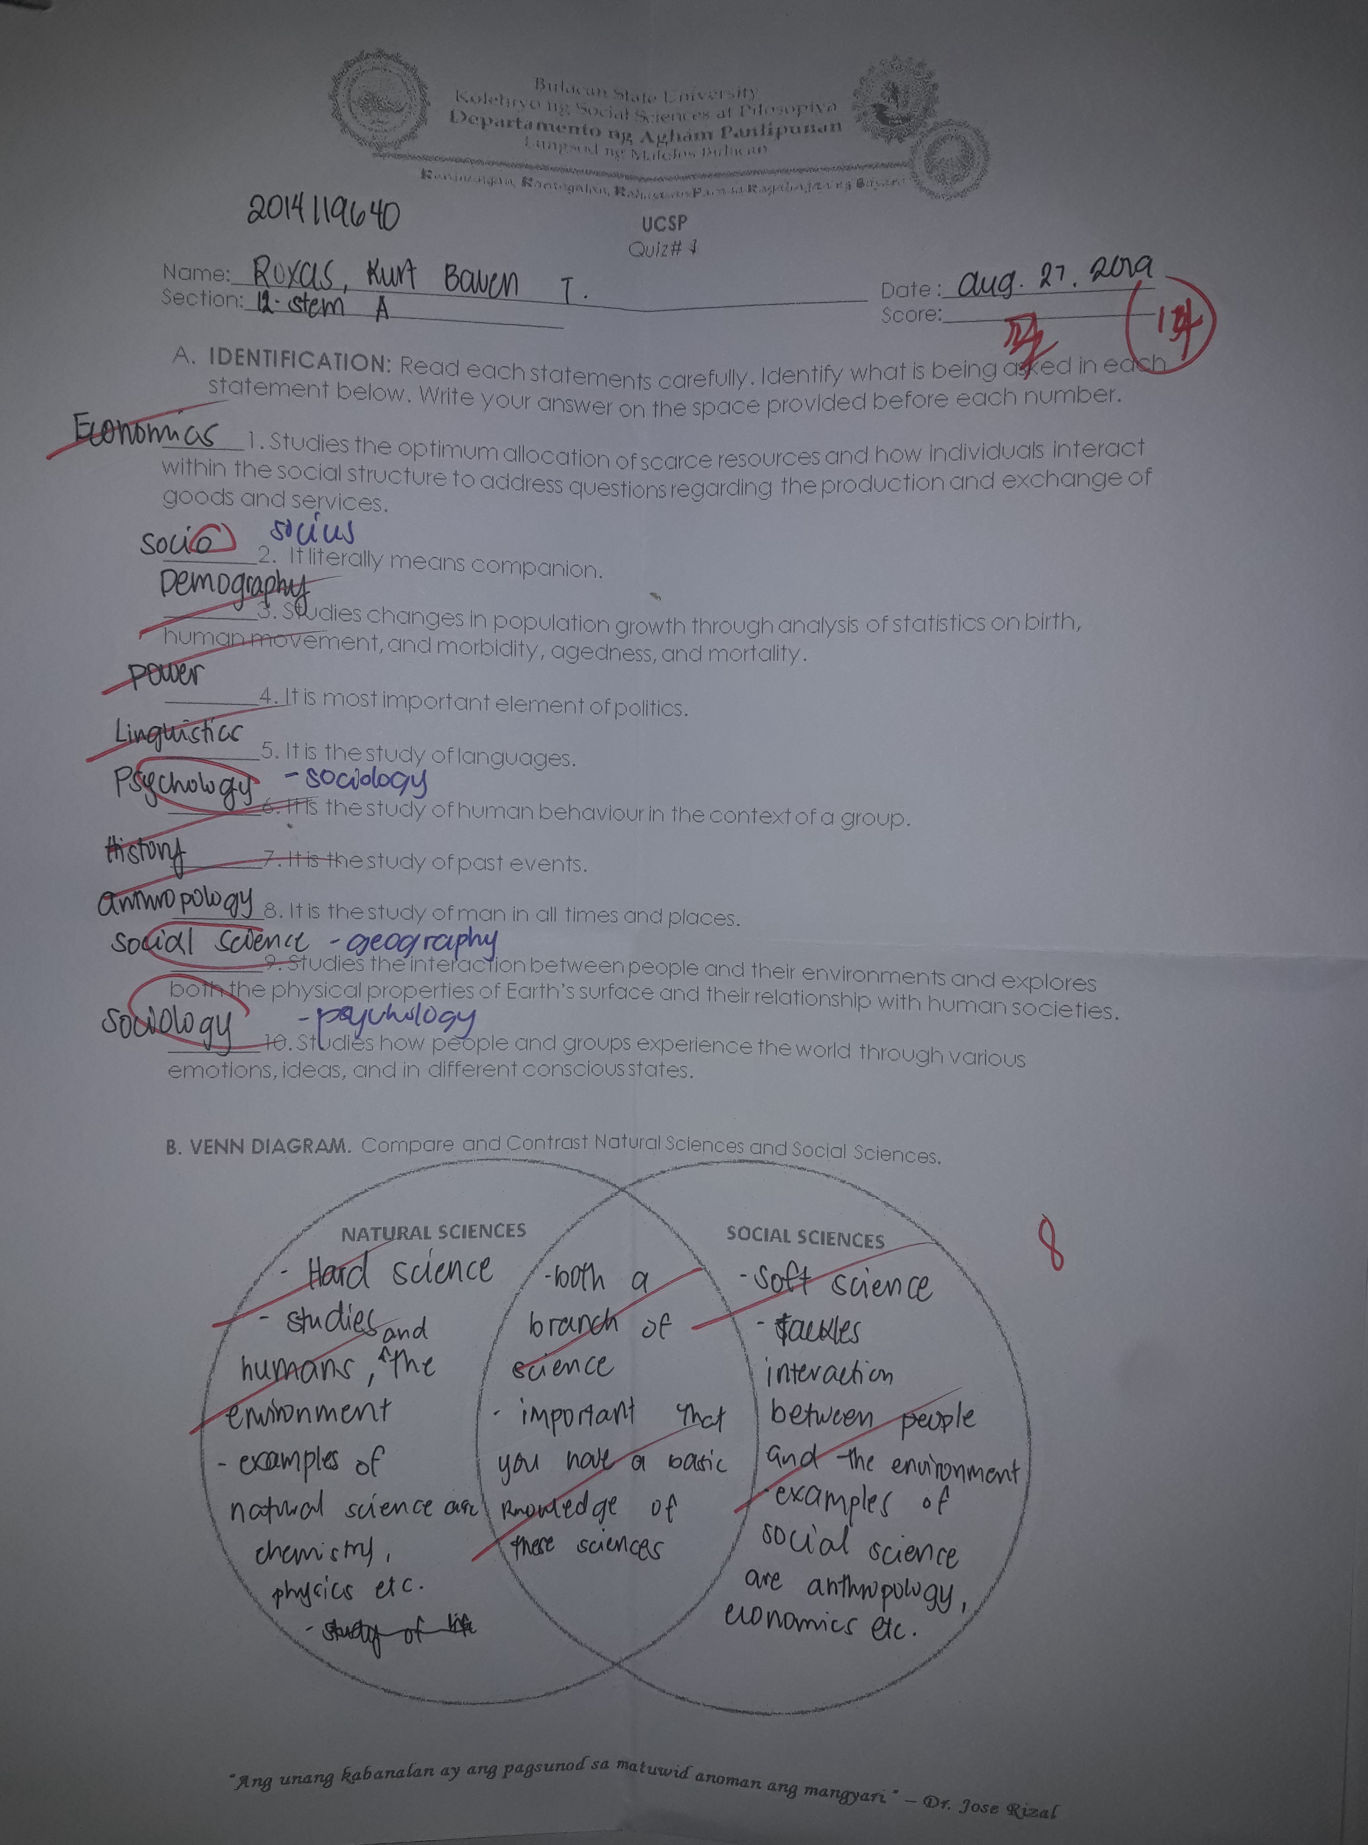 Bulacan State University
Kolehiyo ng Social Sciences at Pilosopiya
Departamento ng Agham Panlipunan
Lungsod ng Malolos Bulacan
2014119640
UCSP
Quiz# 1
Name: Roxas, Kurt Baven T.
Date: Aug. 27. 2019
Section: 12- stem A
Score:
A. IDENTIFICATION: Read each statements carefully. Identify what is being asked in each
statement below. Write your answer on the space provided before each number.
Economics 1. Studies the optimum allocation of scarce resources and how individuals interact
within the social structure to address questions regarding the production and exchange of
goods and services.
socio socius
2. It literally means companion.
Demography
3. Studies changes in population growth through analysis of statistics on birth,
human movement, and morbidity, agedness, and mortality.
power
4. It is most important element of politics.
Linguistics
5. It is the study of languages.
Psychology - sociology
6. It is the study of human behaviour in the context of a group.
History 7. It is the study of past events.
anthropology 8. It is the study of man in all times and places.
social science - geography
9. Studies the interaction between people and their environments and explores
both the physical properties of Earth's surface and their relationship with human societies.
Sociology - psychology
10. Studies how people and groups experience the world through various
emotions, ideas, and in different conscious states.
B. VENN DIAGRAM. Compare and Contrast Natural Sciences and Social Sciences.
8
NATURAL SCIENCES
- Hard science
- studies and
humans, the
environment
- examples of
natural science are
chemistry,
physics etc.
- study of life
-both a
branch of
science
- important that
you have a basic
knowledge of
these sciences
SOCIAL SCIENCES
- soft science
- tackles
interaction
between people
and the environment
- examples of
social science
are anthropology,
economics etc.
"Ang unang kabanalan ay ang pagsunod sa matuwid anoman ang mangyari." – Dr. Jose Rizal